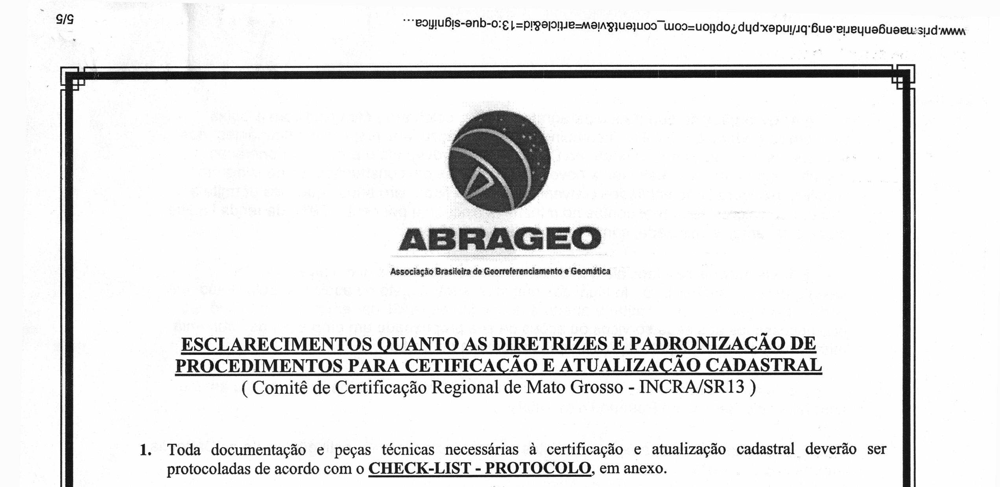 www.prismaengenharia.eng.br/index.php?option=com_content&view=article&id=13:o-que-significa...
5/5
ABRAGEO
Associação Brasileira de Georreferenciamento e Geomática
ESCLARECIMENTOS QUANTO AS DIRETRIZES E PADRONIZAÇÃO DE
PROCEDIMENTOS PARA CETIFICAÇÃO E ATUALIZAÇÃO CADASTRAL
( Comitê de Certificação Regional de Mato Grosso - INCRA/SR13 )
1. Toda documentação e peças técnicas necessárias à certificação e atualização cadastral deverão ser
protocoladas de acordo com o CHECK-LIST - PROTOCOLO, em anexo.